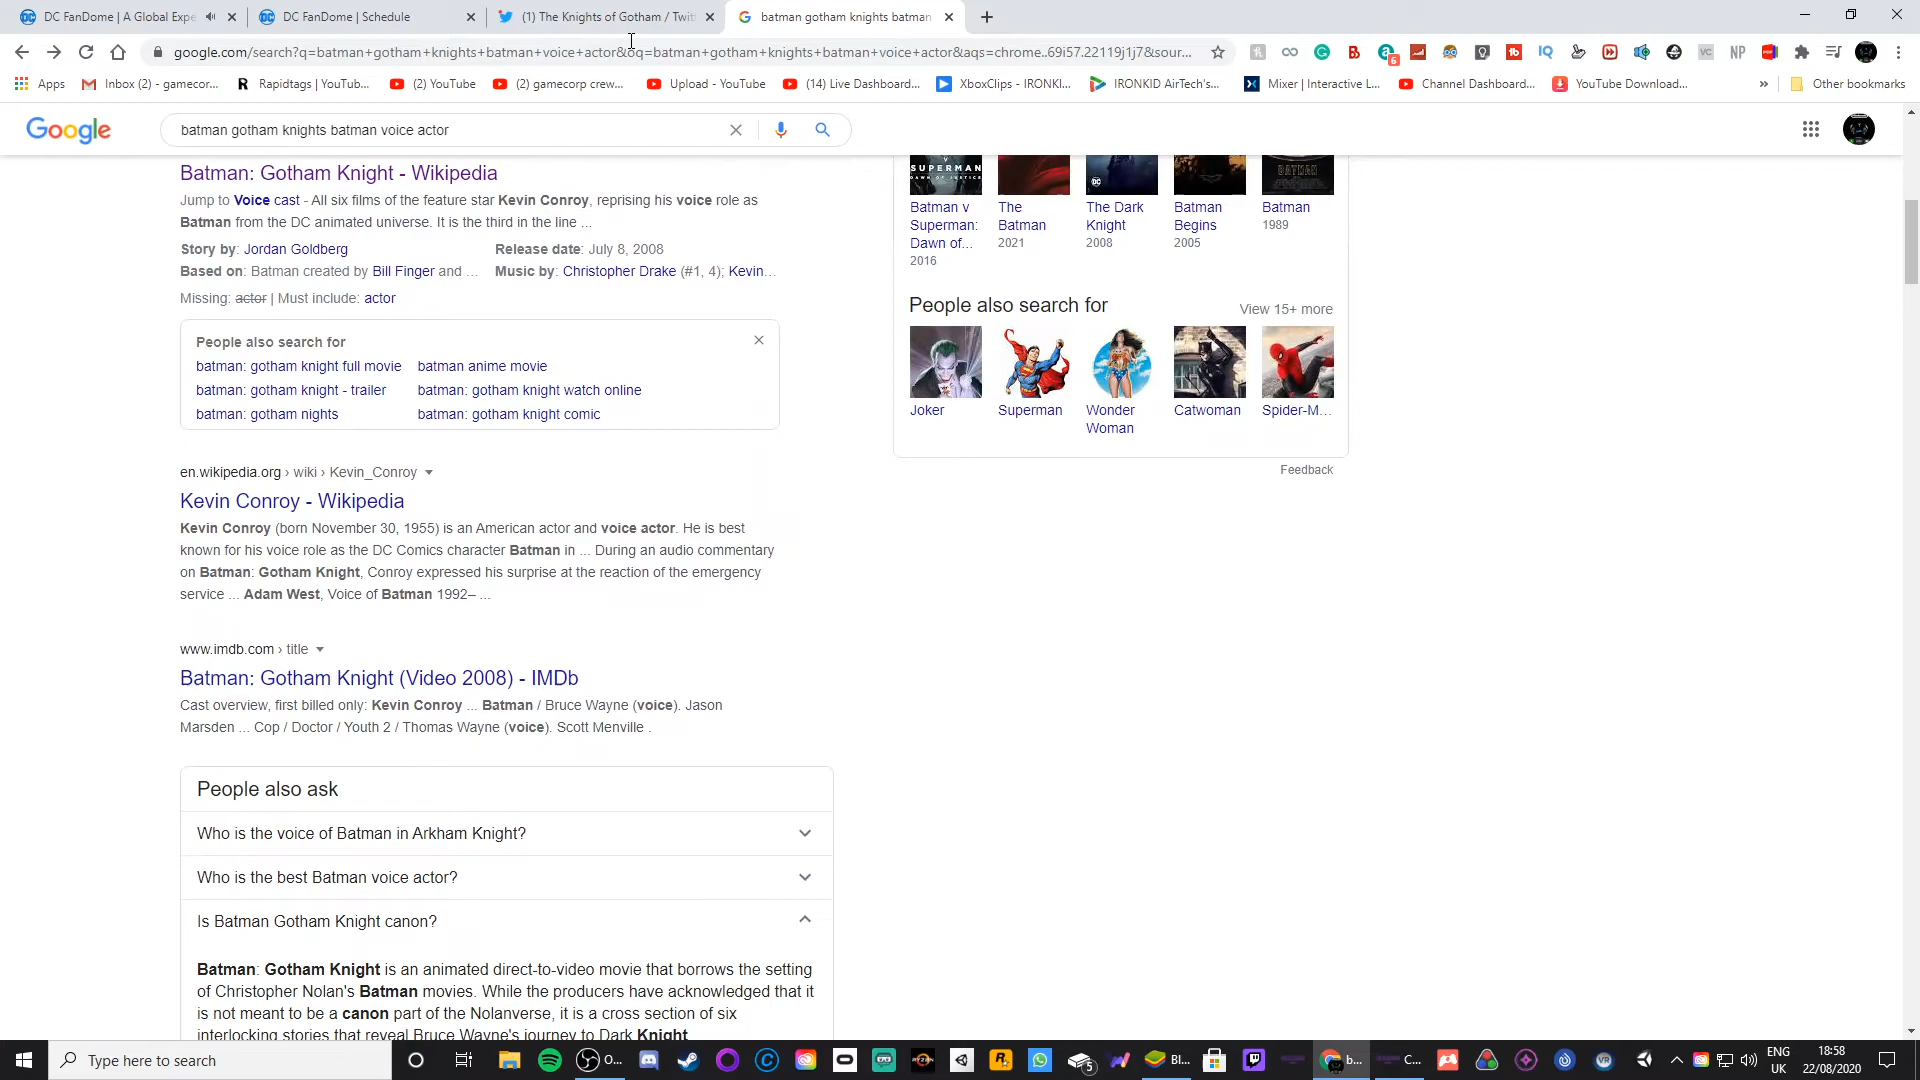 DC FanDome | A Global Expe
DC FanDome | Schedule
(1) The Knights of Gotham / Twit
batman gotham knights batman
google.com/search?q=batman+gotham+knights+batman+voice+actor&oq=batman+gotham+knights+batman+voice+actor&aqs=chrome..69i57.22119j1j7&sour...
Apps
Inbox (2) - gamecor...
Rapidtags | YouTub...
(2) YouTube
(2) gamecorp crew...
Upload - YouTube
(14) Live Dashboard...
XboxClips - IRONKI...
IRONKID AirTech's...
Mixer | Interactive L...
Channel Dashboard...
YouTube Download...
»
Other bookmarks
Google
batman gotham knights batman voice actor
Batman: Gotham Knight - Wikipedia
Jump to Voice cast - All six films of the feature star Kevin Conroy, reprising his voice role as
Batman from the DC animated universe. It is the third in the line ...
Story by: Jordan Goldberg
Release date: July 8, 2008
Based on: Batman created by Bill Finger and ...
Music by: Christopher Drake (#1, 4); Kevin...
Missing: actor | Must include: actor
People also search for
batman: gotham knight full movie
batman anime movie
batman: gotham knight - trailer
batman: gotham knight watch online
batman: gotham nights
batman: gotham knight comic
en.wikipedia.org › wiki › Kevin_Conroy
Kevin Conroy - Wikipedia
Kevin Conroy (born November 30, 1955) is an American actor and voice actor. He is best
known for his voice role as the DC Comics character Batman in ... During an audio commentary
on Batman: Gotham Knight, Conroy expressed his surprise at the reaction of the emergency
service ... Adam West, Voice of Batman 1992– ...
www.imdb.com › title
Batman: Gotham Knight (Video 2008) - IMDb
Cast overview, first billed only: Kevin Conroy ... Batman / Bruce Wayne (voice). Jason
Marsden ... Cop / Doctor / Youth 2 / Thomas Wayne (voice). Scott Menville .
People also ask
Who is the voice of Batman in Arkham Knight?
Who is the best Batman voice actor?
Is Batman Gotham Knight canon?
Batman: Gotham Knight is an animated direct-to-video movie that borrows the setting
of Christopher Nolan's Batman movies. While the producers have acknowledged that it
is not meant to be a canon part of the Nolanverse, it is a cross section of six
interlocking stories that reveal Bruce Wayne's journey to Dark Knight
SUPERMAN
Batman v
Superman:
Dawn of...
2016
The
Batman
2021
The Dark
Knight
2008
Batman
Begins
2005
Batman
1989
People also search for
View 15+ more
Joker
Superman
Wonder
Woman
Catwoman
Spider-M...
Feedback
Type here to search
O...
5
Bl...
b...
C...
ENG
UK
18:58
22/08/2020